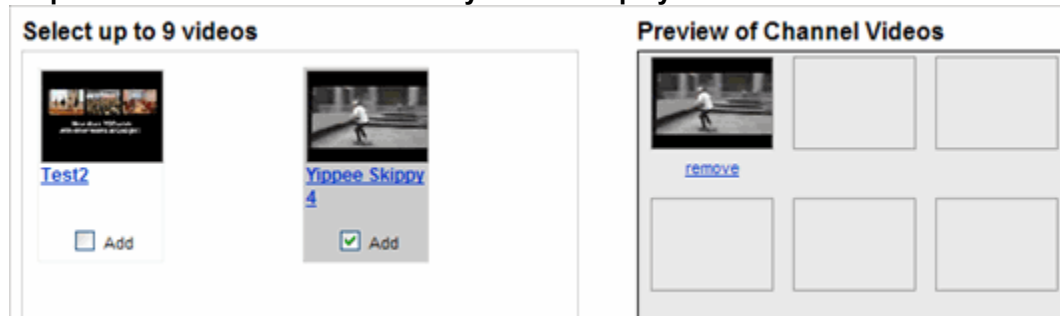 Select up to 9 videos
Preview of Channel Videos
Test2
Yippee Skippy
4
remove
Add
Add